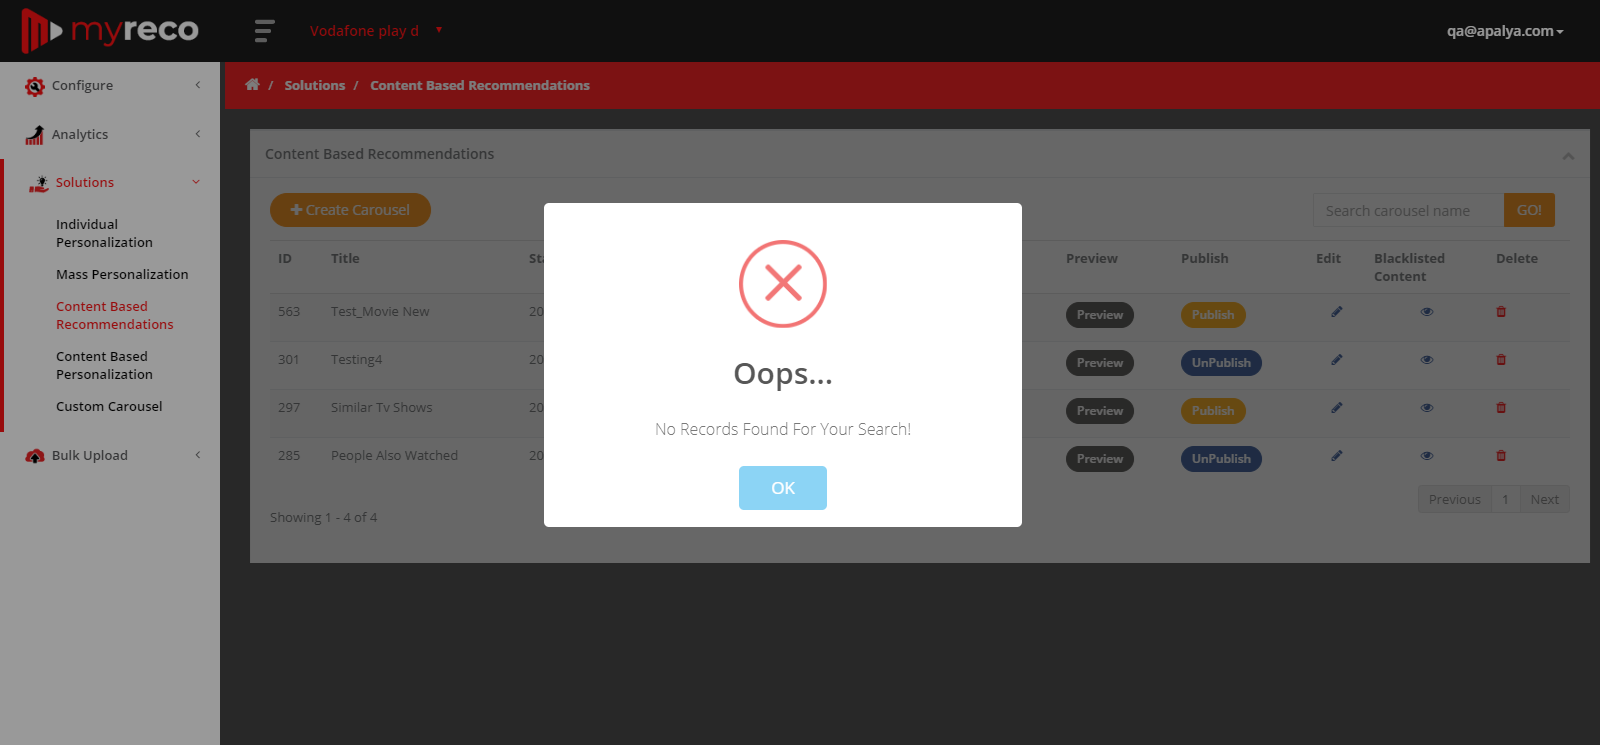 myreco
Vodafone play d
qa@apalya.com
Configure
Analytics
Solutions
Individual
Personalization
Mass Personalization
Content Based
Recommendations
Content Based
Personalization
Custom Carousel
Bulk Upload
/ Solutions / Content Based Recommendations
Content Based Recommendations
Create Carousel
Search carousel name GO!
ID Title Preview Publish Edit Blacklisted Content Delete
563 Test_Movie New 20 Preview Publish
301 Testing4 20 Preview UnPublish
297 Similar Tv Shows 20 Preview Publish
285 People Also Watched 20 Preview UnPublish
Showing 1 - 4 of 4
Previous 1 Next
Oops...
No Records Found For Your Search!
OK